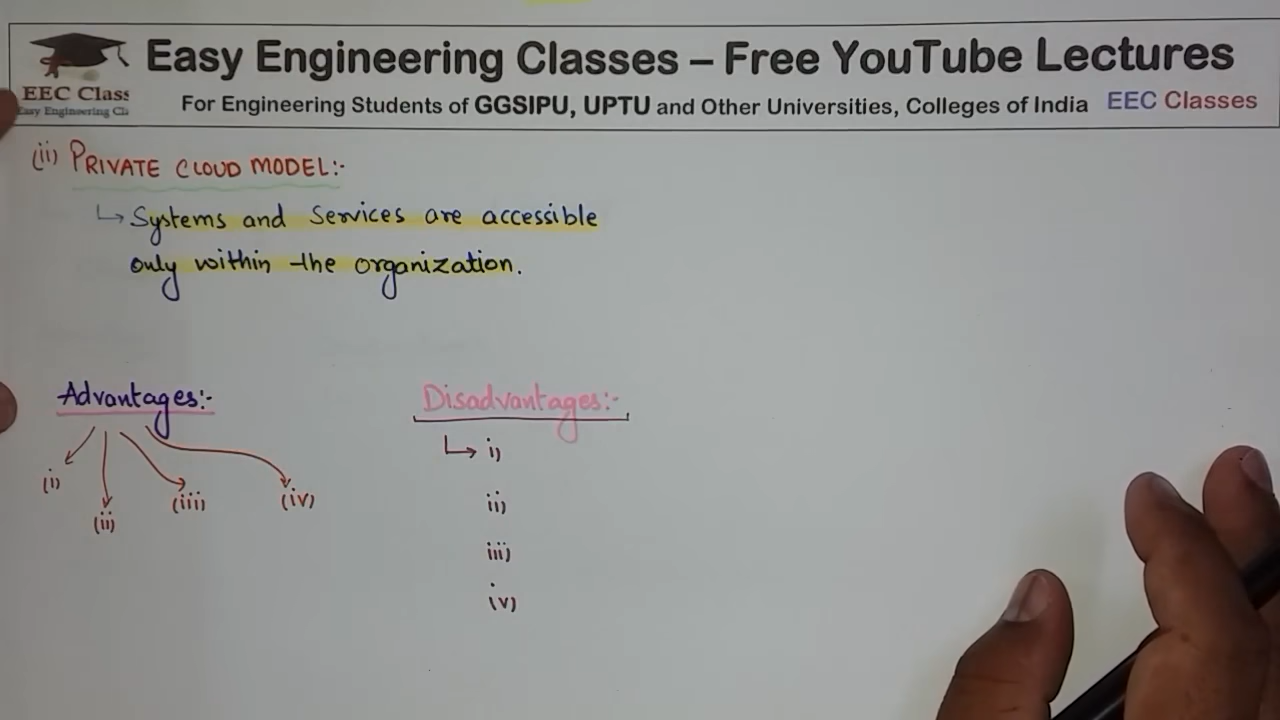 Easy Engineering Classes – Free YouTube Lectures
EEC Class
Easy Engineering Cla
For Engineering Students of GGSIPU, UPTU and Other Universities, Colleges of India
EEC Classes
(ii) PRIVATE CLOUD MODEL:-
↳ Systems and Services are accessible
only within the organization.
Advantages:-
(i)
(ii)
(iii)
(iv)
Disadvantages:-
↳ i)
ii)
iii)
iv)